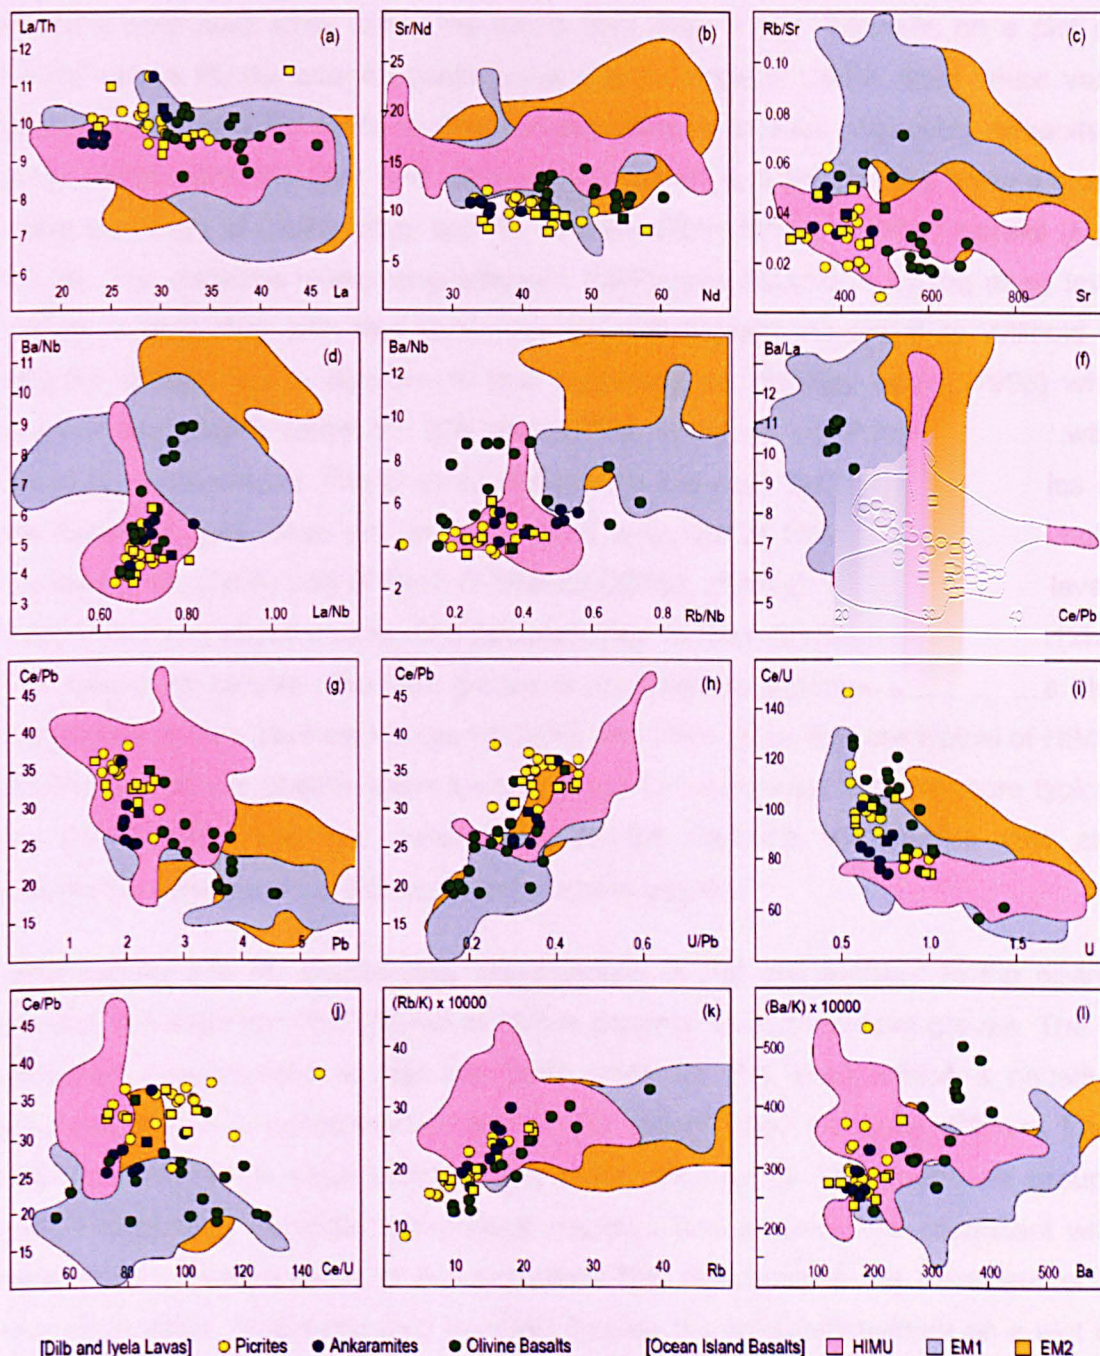 La/Th
(a)
12
11
10
9
8
7
6
20 25 30 35 40 45
La
Sr/Nd
(b)
25
20
15
10
5
30 40 50 60
Nd
Rb/Sr
(c)
0.10
0.08
0.06
0.04
0.02
400 600 800
Sr
Ba/Nb
(d)
11
10
9
8
7
6
5
4
3
0.60 0.80 1.00
La/Nb
Ba/Nb
(e)
12
10
8
6
4
2
0.2 0.4 0.6 0.8
Rb/Nb
Ba/La
(f)
12
11
10
9
8
7
6
5
20 30 40
Ce/Pb
Ce/Pb
(g)
45
40
35
30
25
20
15
1 2 3 4 5
Pb
Ce/Pb
(h)
45
40
35
30
25
20
15
0.2 0.4 0.6
U/Pb
Ce/U
(i)
140
120
100
80
60
0.5 1.0 1.5
U
Ce/Pb
(j)
45
40
35
30
25
20
15
60 80 100 120 140
Ce/U
(Rb/K) x 10000
(k)
40
30
20
10
10 20 30 40
Rb
(Ba/K) x 10000
(l)
500
400
300
200
100 200 300 400 500
Ba
[Dilb and Iyela Lavas] Picrites Ankaramites Olivine Basalts [Ocean Island Basalts] HIMU EM1 EM2